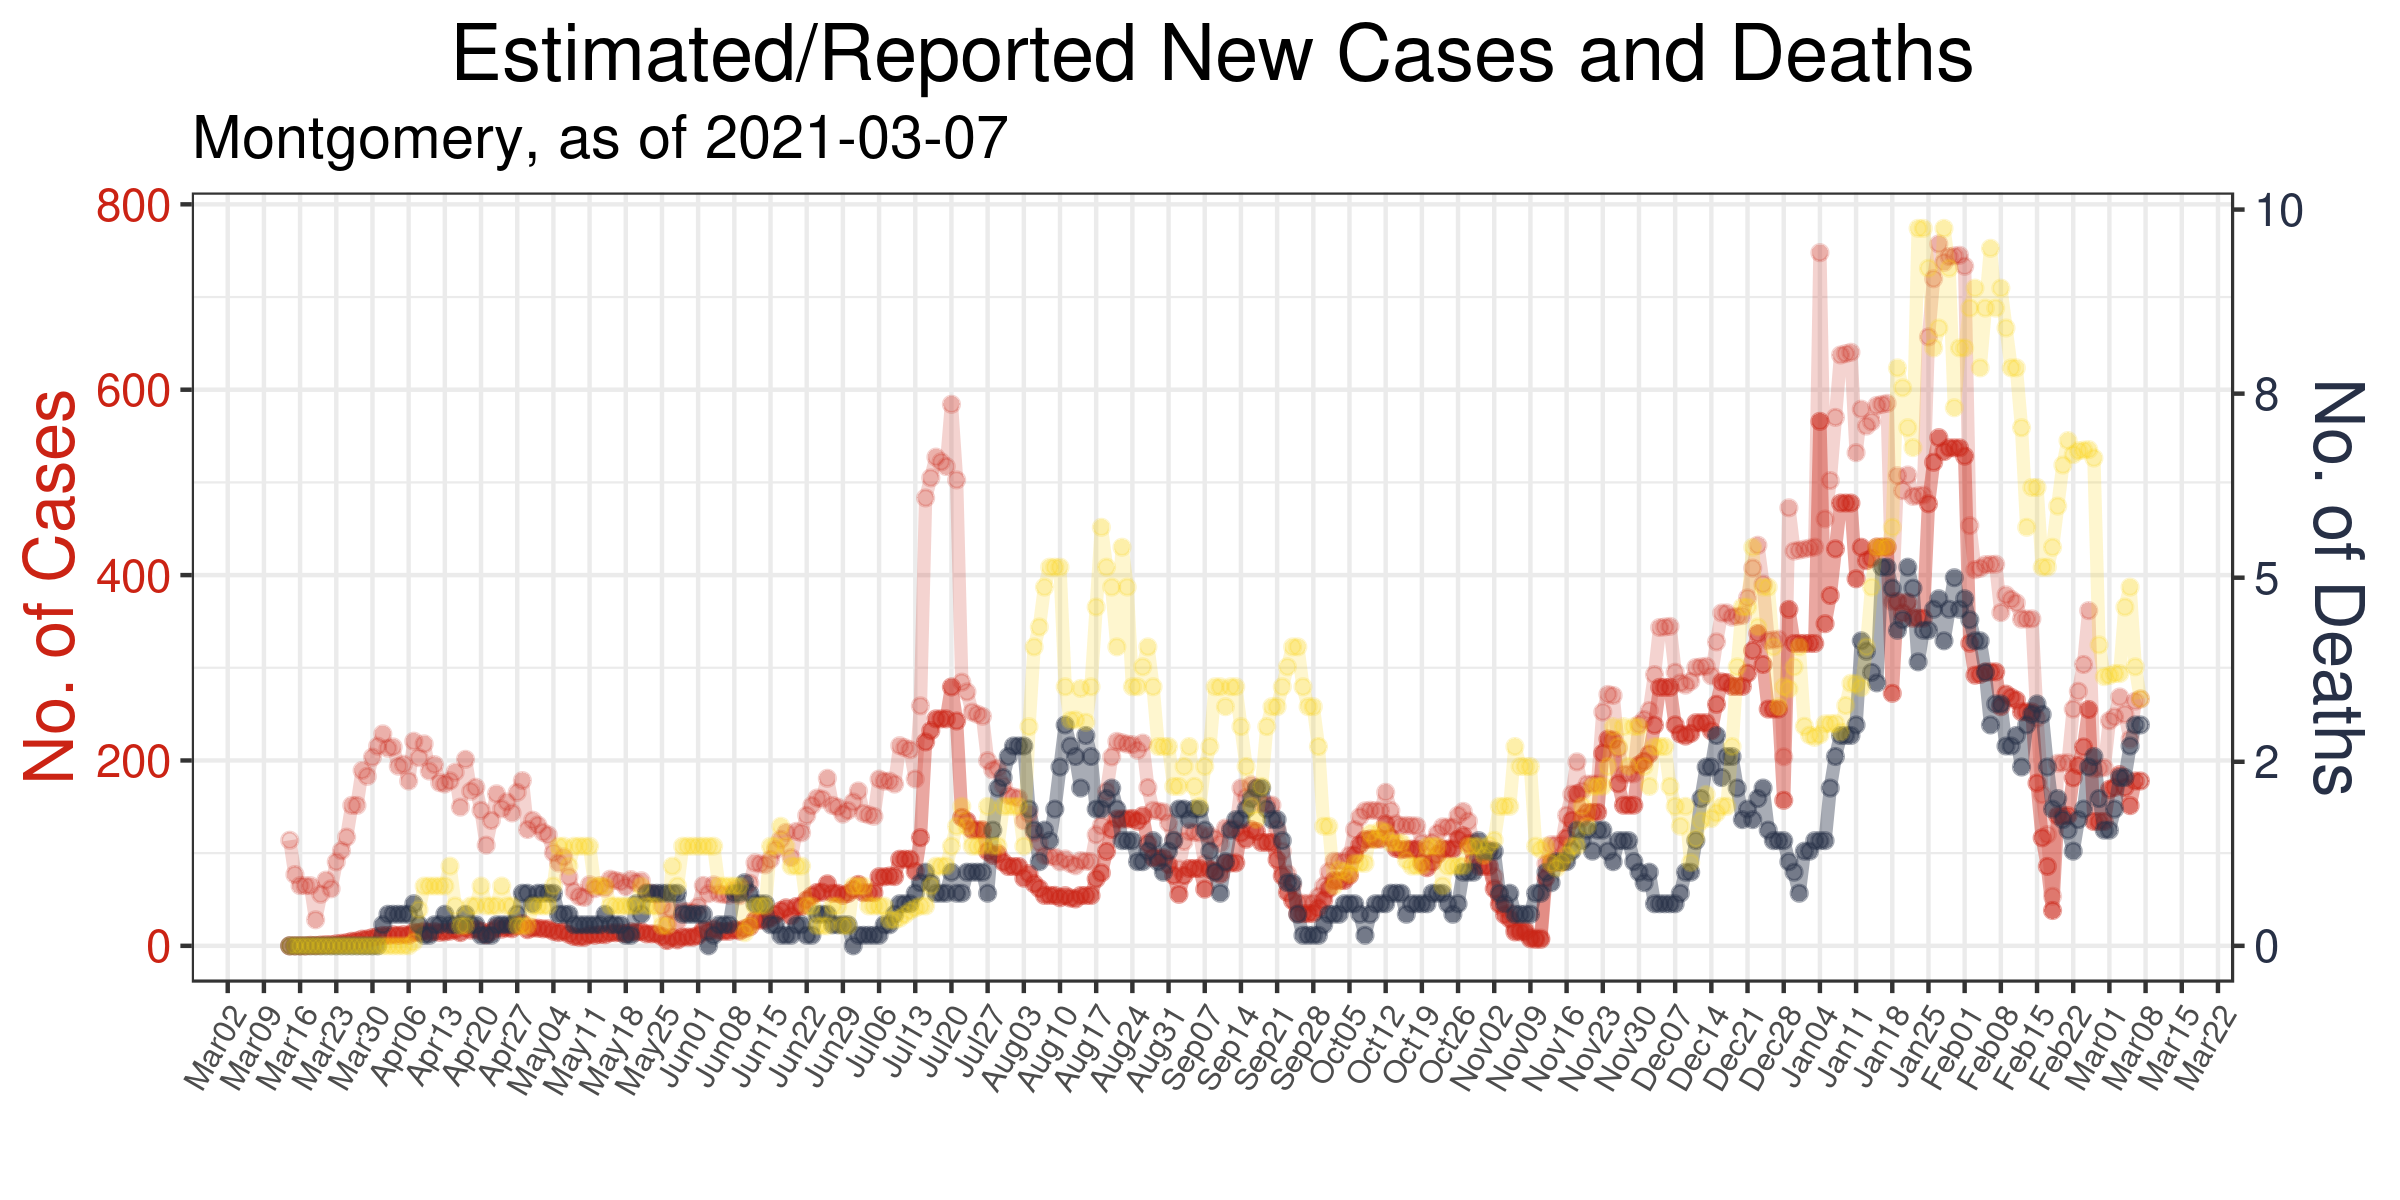 Estimated/Reported New Cases and Deaths
Montgomery, as of 2021-03-07
No. of Cases
800
600
400
200
0
10
8
5
2
0
No. of Deaths
Mar02 Mar09 Mar16 Mar23 Mar30 Apr06 Apr13 Apr20 Apr27 May04 May11 May18 May25 Jun01 Jun08 Jun15 Jun22 Jun29 Jul06 Jul13 Jul20 Jul27 Aug03 Aug10 Aug17 Aug24 Aug31 Sep07 Sep14 Sep21 Sep28 Oct05 Oct12 Oct19 Oct26 Nov02 Nov09 Nov16 Nov23 Nov30 Dec07 Dec14 Dec21 Dec28 Jan04 Jan11 Jan18 Jan25 Feb01 Feb08 Feb15 Feb22 Mar01 Mar08 Mar15 Mar22